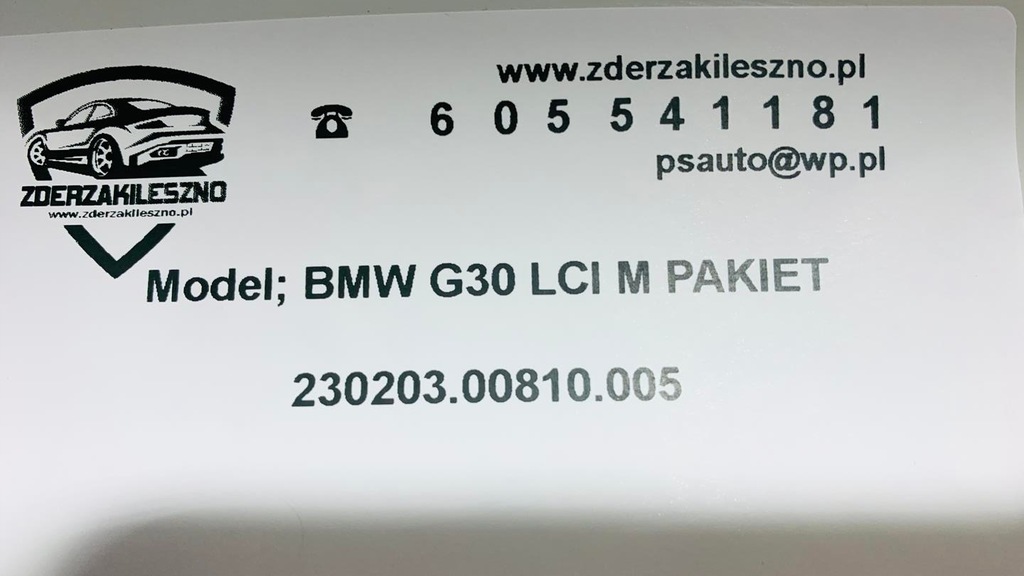 ZDERZAKILESZNO
www.zderzakileszno.pl
www.zderzakileszno.pl
6 0 5 5 4 1 1 8 1
psauto@wp.pl
Model; BMW G30 LCI M PAKIET
230203.00810.005